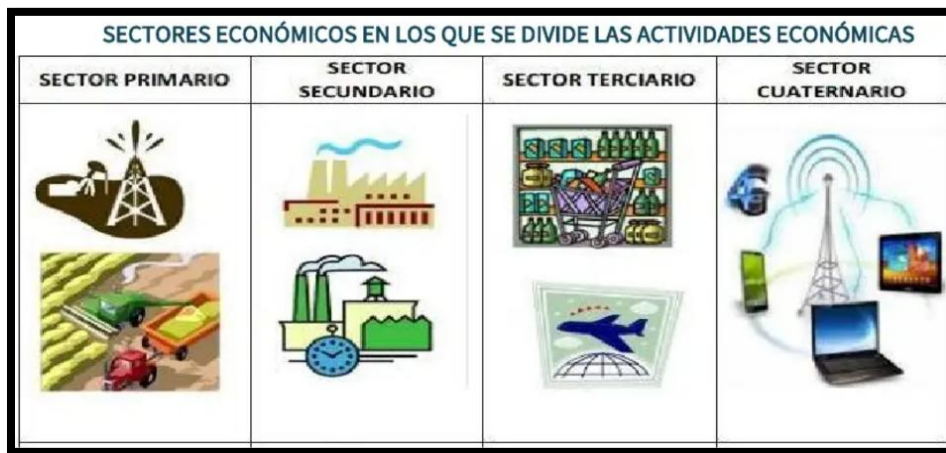 SECTORES ECONÓMICOS EN LOS QUE SE DIVIDE LAS ACTIVIDADES ECONÓMICAS
SECTOR PRIMARIO
SECTOR
SECUNDARIO
SECTOR TERCIARIO
SECTOR
CUATERNARIO